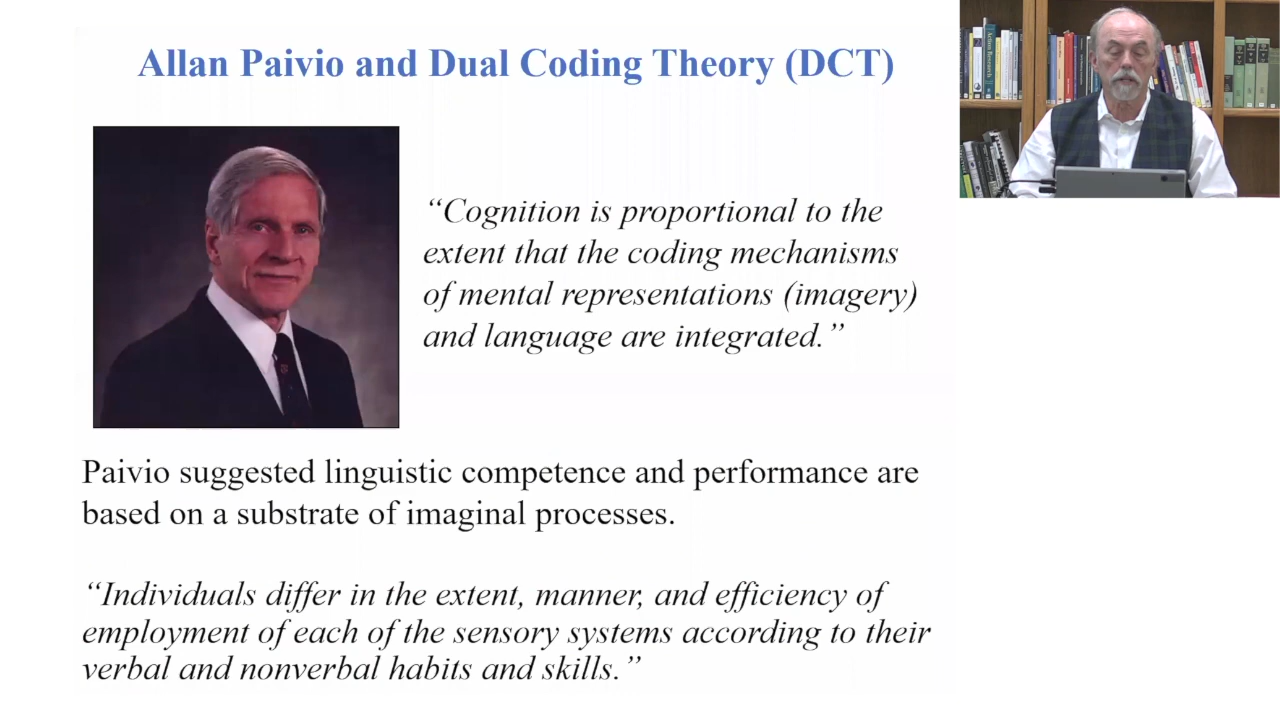 Allan Paivio and Dual Coding Theory (DCT)
“Cognition is proportional to the
extent that the coding mechanisms
of mental representations (imagery)
and language are integrated.”
Paivio suggested linguistic competence and performance are
based on a substrate of imaginal processes.
“Individuals differ in the extent, manner, and efficiency of
employment of each of the sensory systems according to their
verbal and nonverbal habits and skills.”
Action Research